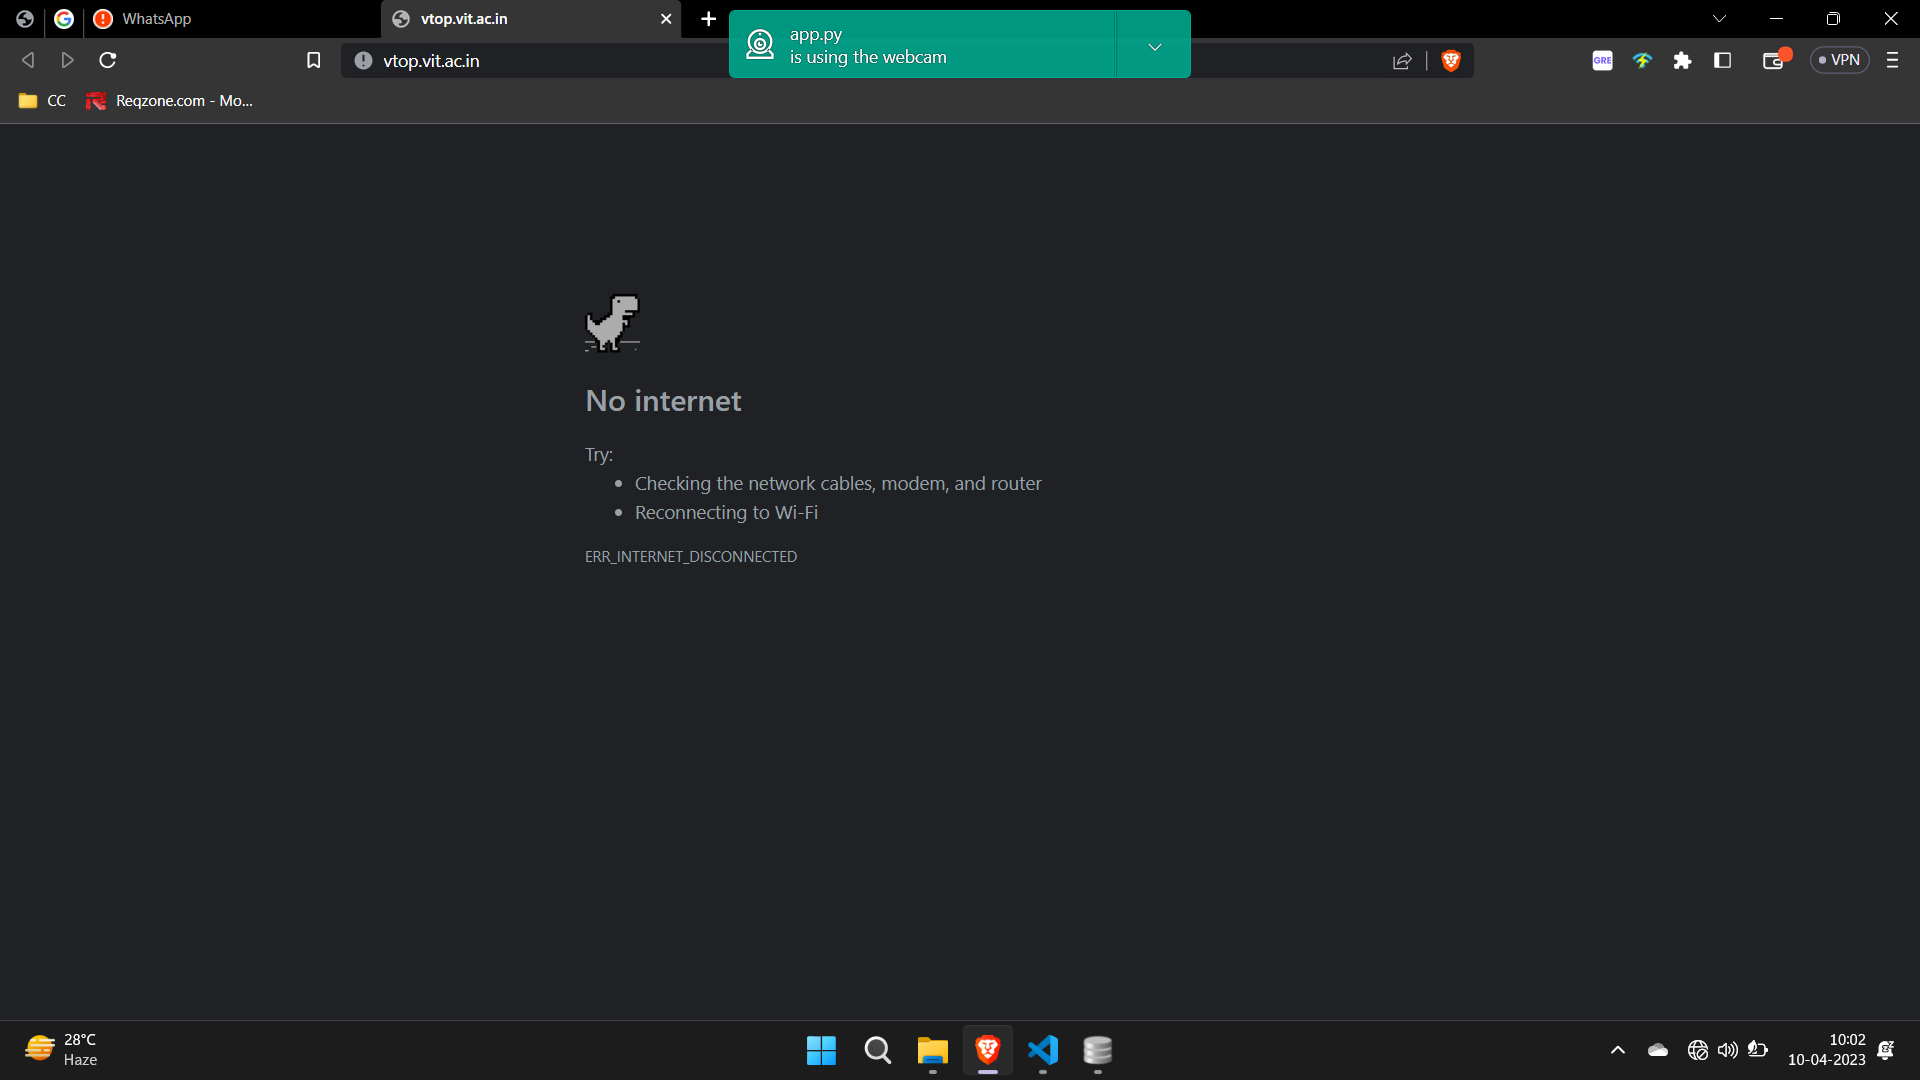 WhatsApp
vtop.vit.ac.in
vtop.vit.ac.in
app.py
is using the webcam
GRE
VPN
CC
Reqzone.com - Mo...
No internet
Try:
Checking the network cables, modem, and router
Reconnecting to Wi-Fi
ERR_INTERNET_DISCONNECTED
28°C
Haze
10:02
10-04-2023